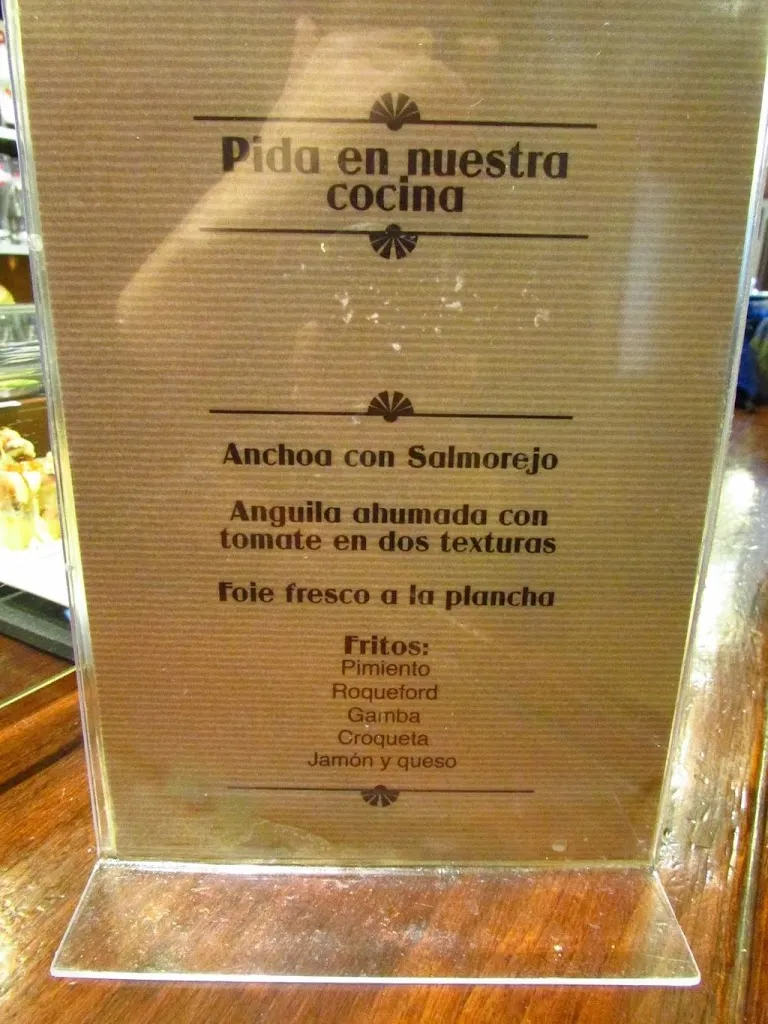 Pida en nuestra
cocina
Anchoa con Salmorejo
Anguila ahumada con
tomate en dos texturas
Foie fresco a la plancha
Fritos:
Pimiento
Roqueford
Gamba
Croqueta
Jamón y queso